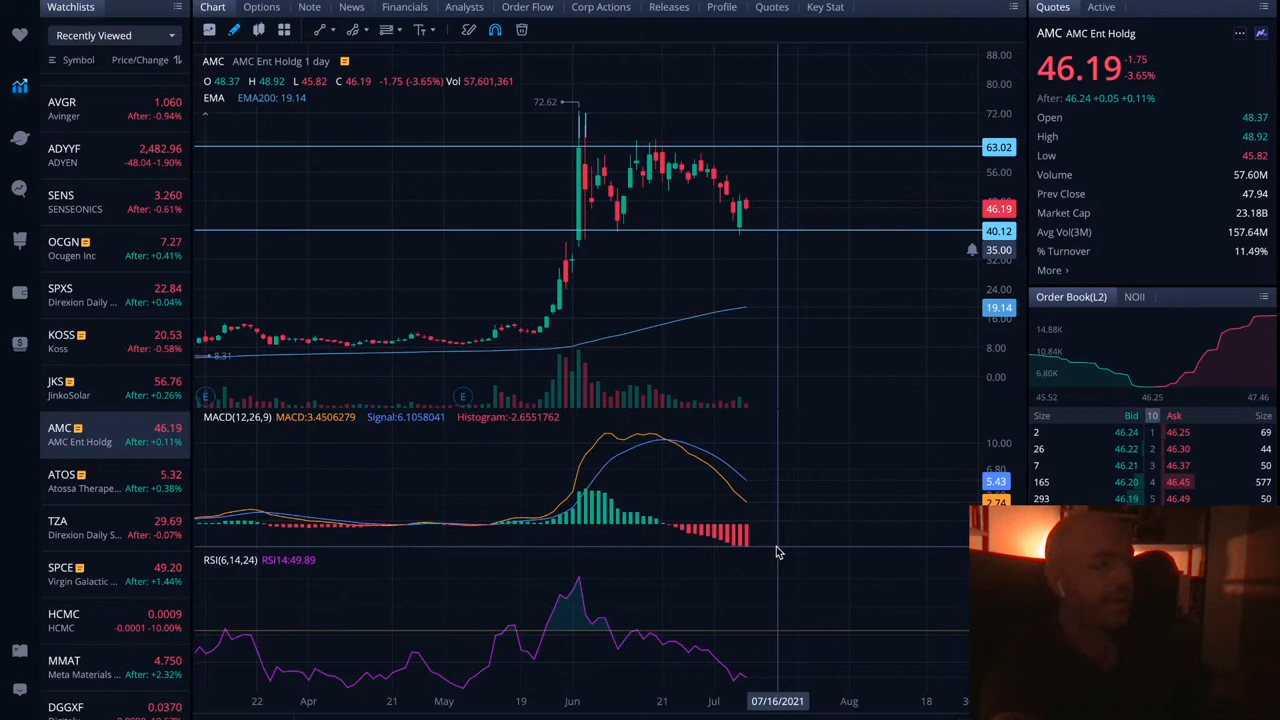 Watchlists
Recently Viewed
Symbol Price/Change
AVGR 1.060
Avinger After: -0.94%
ADYYF 2,482.96
ADYEN -48.04 -1.90%
SENS 3.260
SENSEONICS After: -0.61%
OCGN 7.27
Ocugen Inc After: +0.41%
SPXS 22.84
Direxion Daily ... After: +0.04%
KOSS 20.53
Koss After: -0.58%
JKS 56.76
JinkoSolar After: +0.26%
AMC 46.19
AMC Ent Holdg After: +0.11%
ATOS 5.32
Atossa Therape... After: +0.38%
TZA 29.69
Direxion Daily S... After: -0.07%
SPCE 49.20
Virgin Galactic ... After: +1.44%
HCMC 0.0009
HCMC -0.0001 -10.00%
MMAT 4.750
Meta Materials ... After: +2.32%
DGGXF 0.0370
Chart Options Note News Financials Analysts Order Flow Corp Actions Releases Profile Quotes Key Stat
AMC AMC Ent Holdg 1 day
O 48.37 H 48.92 L 45.82 C 46.19 -1.75 (-3.65%) Vol 57,601,361
EMA EMA200: 19.14
72.62
8.31
E E
88.00
80.00
72.00
63.02
56.00
46.19
40.12
35.00
32.00
24.00
19.14
16.00
8.00
0.00
MACD(12,26,9) MACD:3.4506279 Signal:6.1058041 Histogram:-2.6551762
10.00
6.80
5.43
2.74
RSI(6,14,24) RSI14:49.89
22 Apr 21 May 19 Jun 21 Jul 07/16/2021 Aug 18
Quotes Active
AMC AMC Ent Holdg
46.19 -1.75
-3.65%
After: 46.24 +0.05 +0.11%
Open 48.37
High 48.92
Low 45.82
Volume 57.60M
Prev Close 47.94
Market Cap 23.18B
Avg Vol(3M) 157.64M
% Turnover 11.49%
More
Order Book(L2) NOII
14.88K
10.84K
6.80K
45.52 46.25 47.46
Size Bid 10 Ask Size
2 46.24 1 46.25 69
26 46.22 2 46.30 44
7 46.21 3 46.37 50
165 46.20 4 46.45 577
293 46.19 5 46.49 50